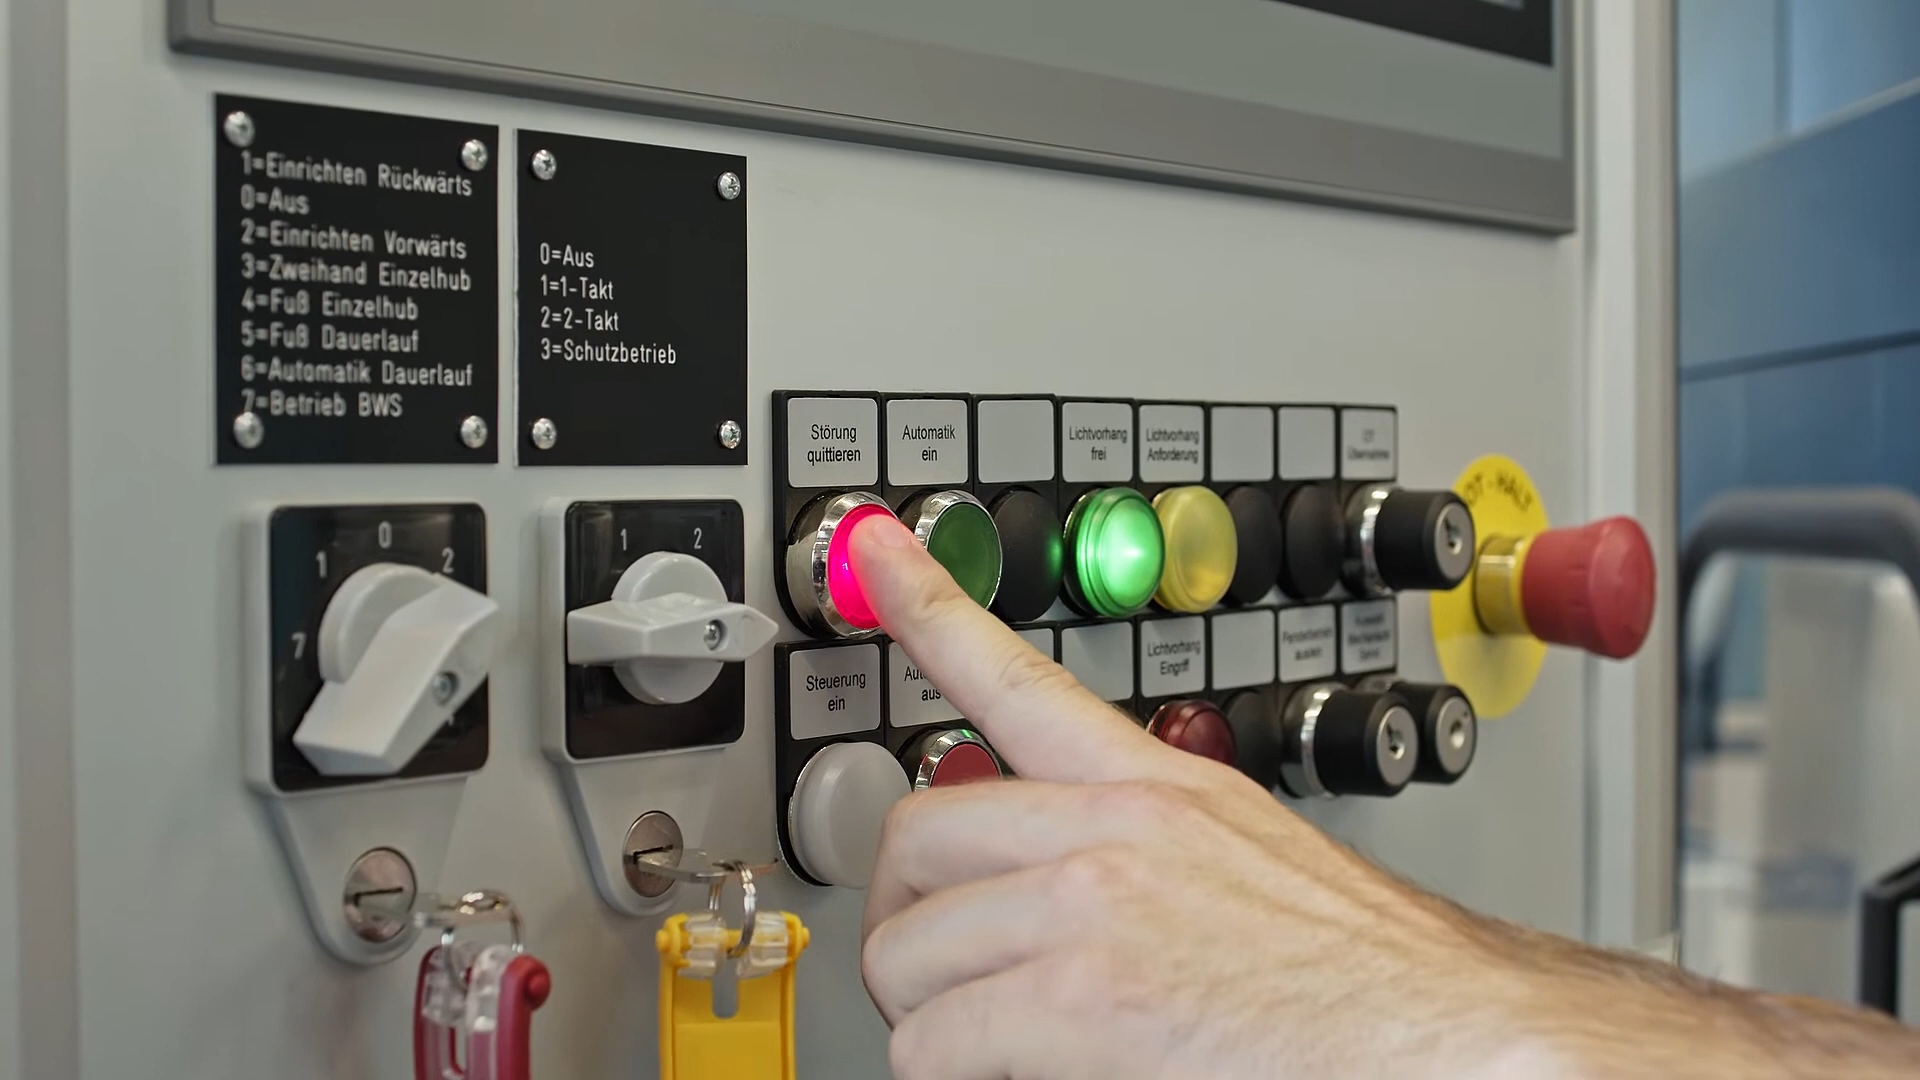 1=Einrichten Rückwärts
0=Aus
2=Einrichten Vorwärts
3=Zweihand Einzelhub
4=Fuß Einzelhub
5=Fuß Dauerlauf
6=Automatik Dauerlauf
7=Betrieb BWS
0=Aus
1=1-Takt
2=2-Takt
3=Schutzbetrieb
Störung
quittieren
Automatik
ein
Lichtvorhang
frei
Lichtvorhang
Anforderung
0
1
2
7
1
2
Steuerung
ein
aus
Lichtvorhang
Eingriff